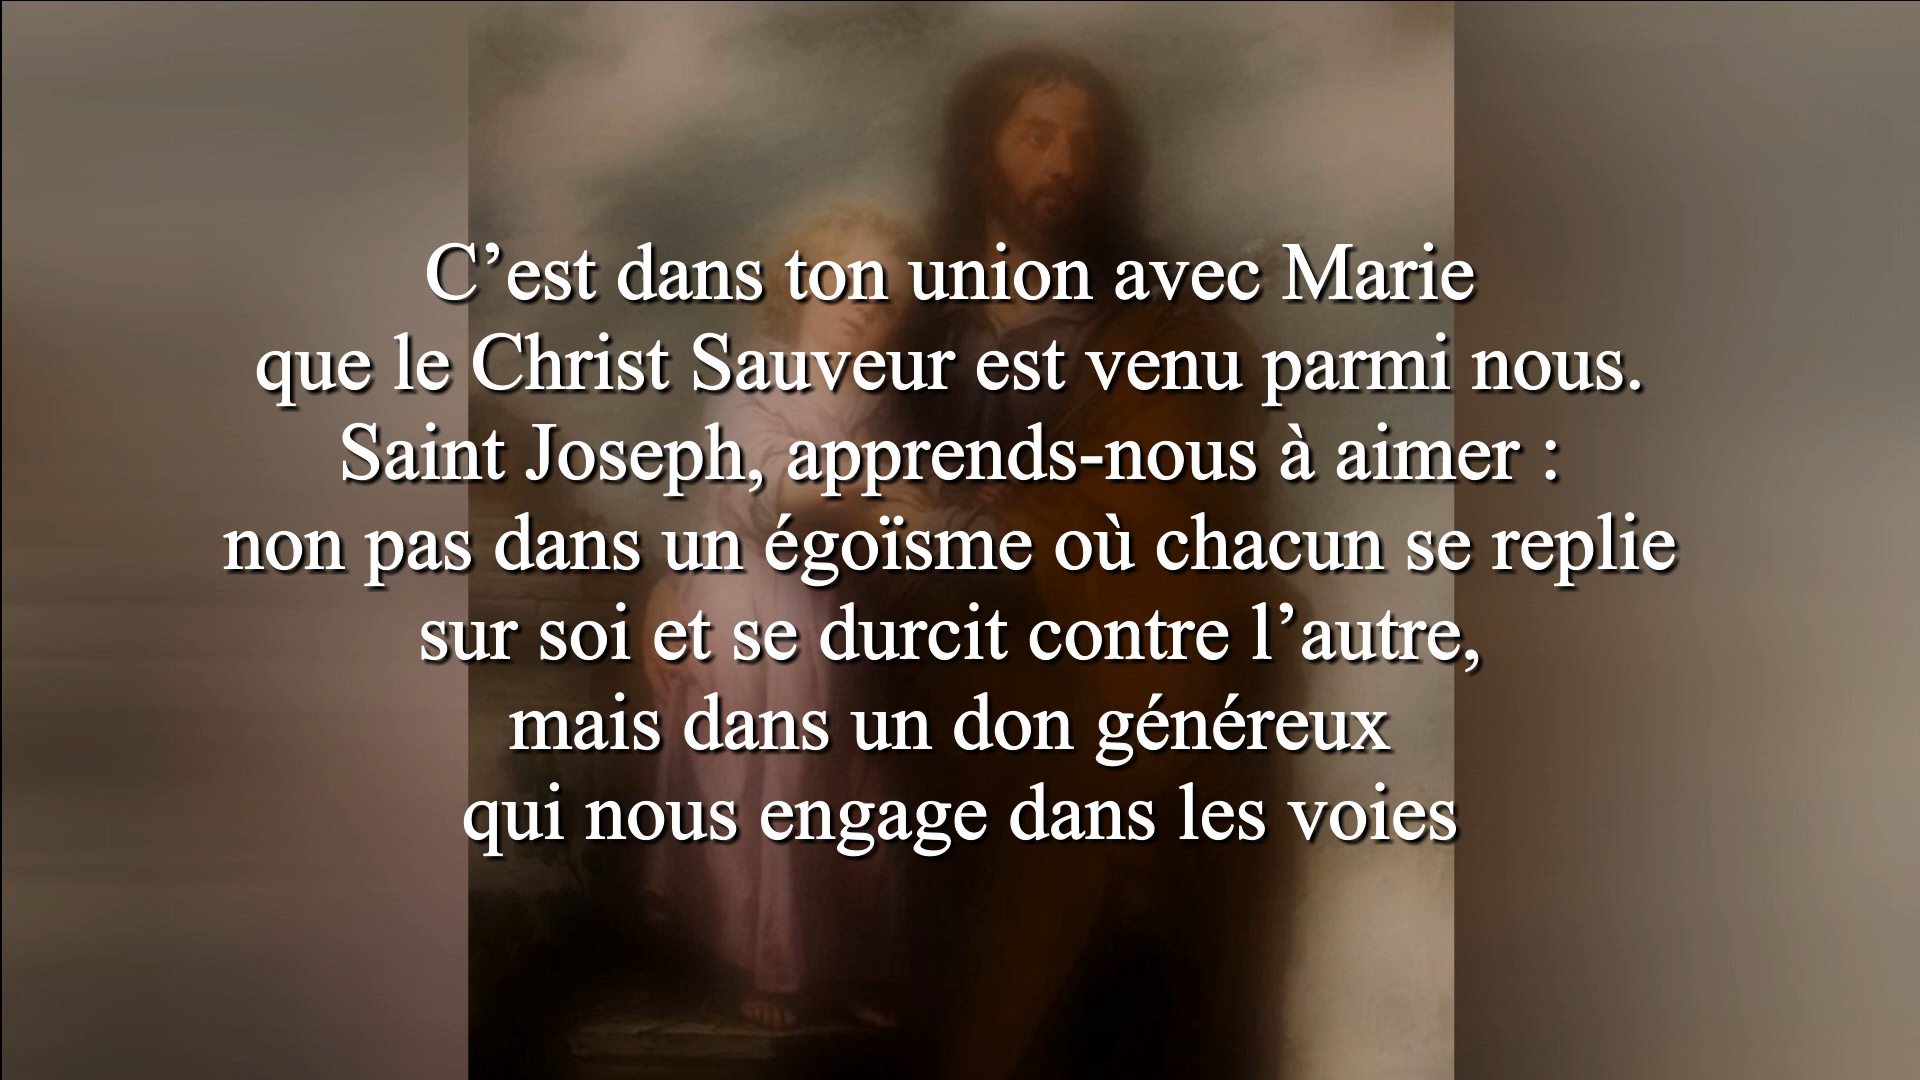 C’est dans ton union avec Marie
que le Christ Sauveur est venu parmi nous.
Saint Joseph, apprends-nous à aimer :
non pas dans un égoïsme où chacun se replie
sur soi et se durcit contre l’autre,
mais dans un don généreux
qui nous engage dans les voies